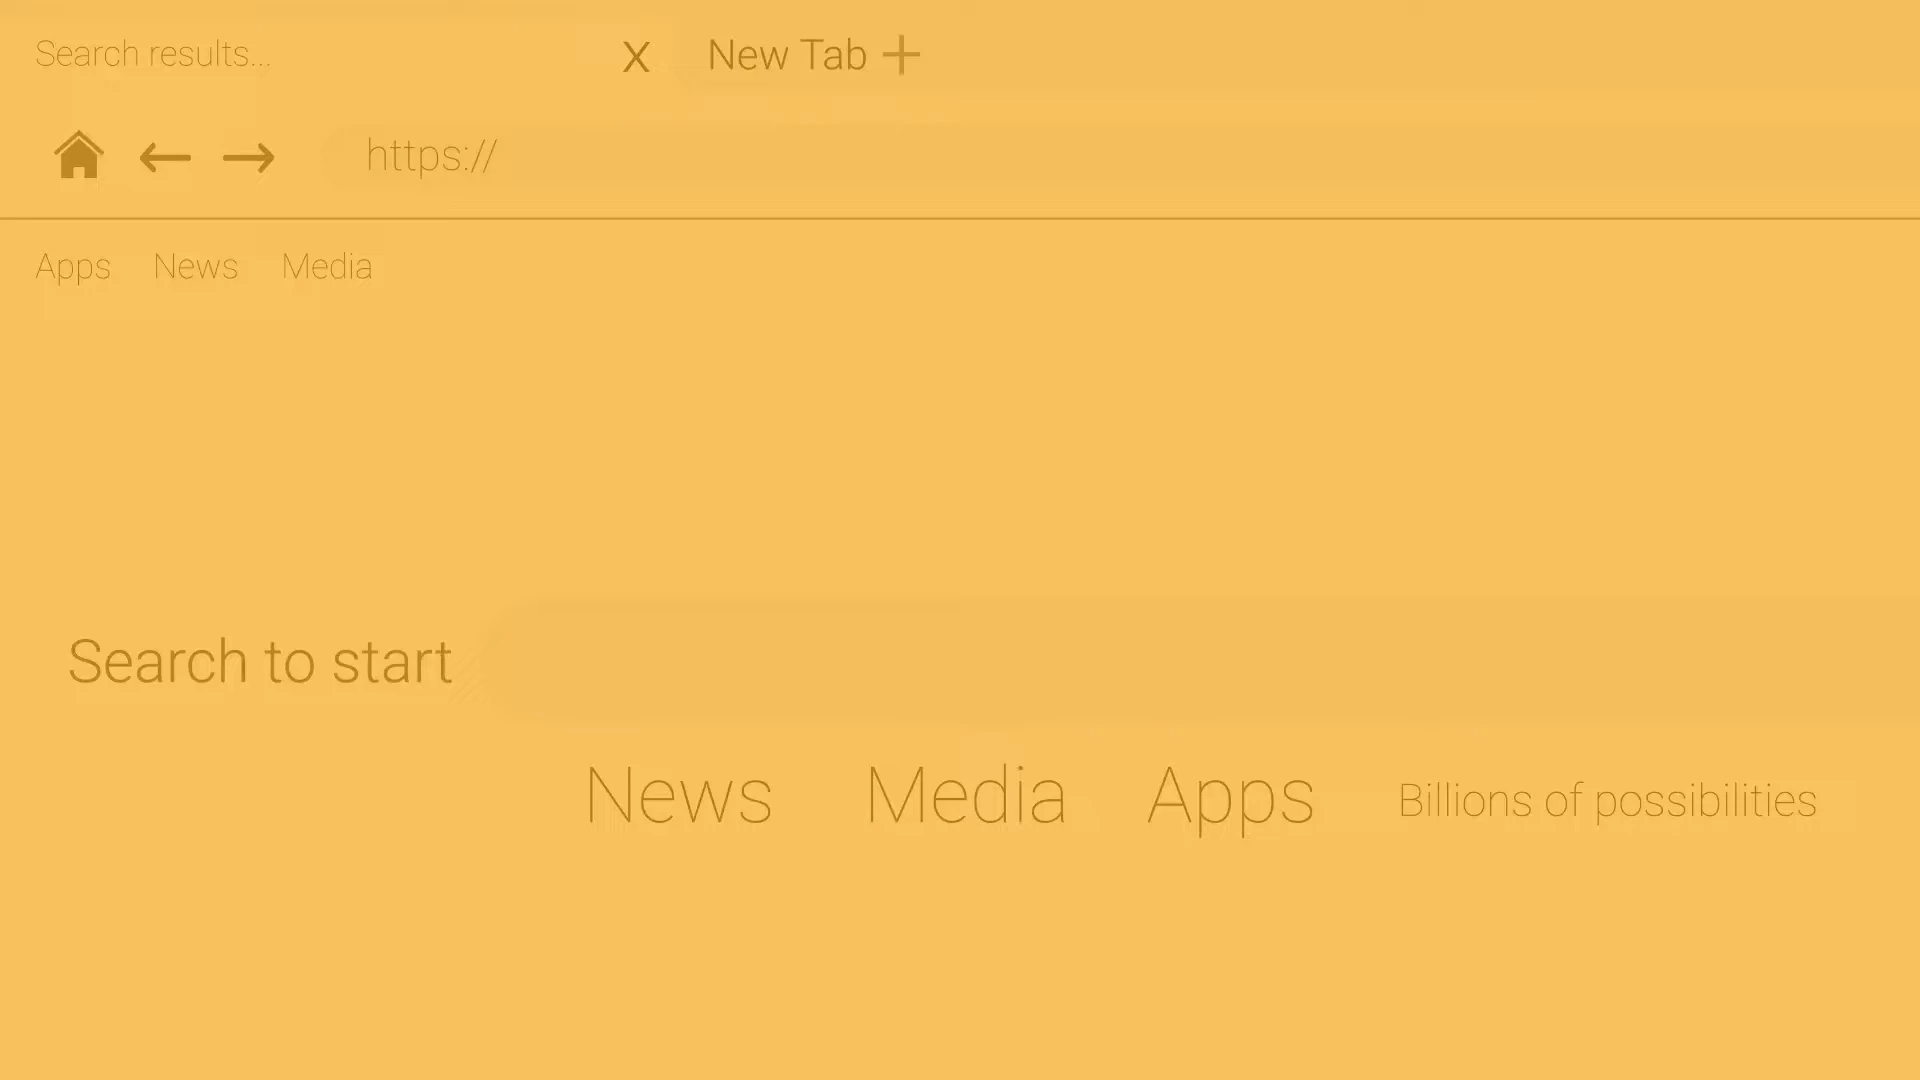 Search results...
X
New Tab +
https://
Apps News Media
Search to start
News Media Apps Billions of possibilities